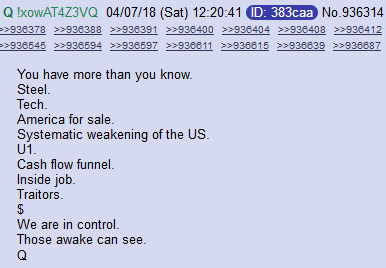 Q !xowAT4Z3VQ 04/07/18 (Sat) 12:20:41 ID: 383caa No.936314
>>936378 >>936388 >>936391 >>936400 >>936404 >>936408 >>936412
>>936545 >>936594 >>936597 >>936611 >>936615 >>936639 >>936687
You have more than you know.
Steel.
Tech.
America for sale.
Systematic weakening of the US.
U1.
Cash flow funnel.
Inside job.
Traitors.
$
We are in control.
Those awake can see.
Q